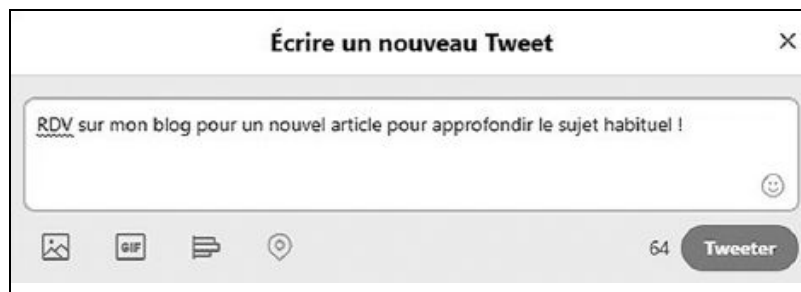 Écrire un nouveau Tweet
RDV sur mon blog pour un nouvel article pour approfondir le sujet habituel !
GIF
64 Tweeter